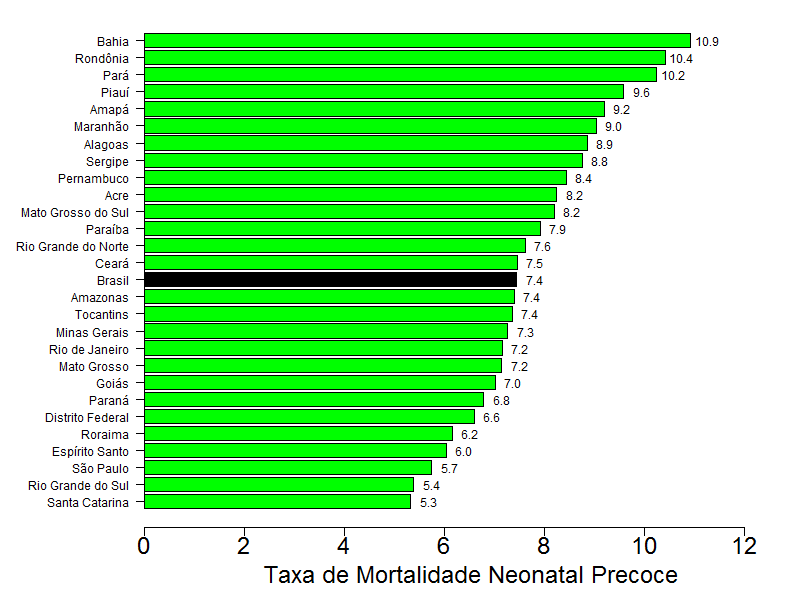 Bahia 10.9
Rondônia 10.4
Pará 10.2
Piauí 9.6
Amapá 9.2
Maranhão 9.0
Alagoas 8.9
Sergipe 8.8
Pernambuco 8.4
Acre 8.2
Mato Grosso do Sul 8.2
Paraíba 7.9
Rio Grande do Norte 7.6
Ceará 7.5
Brasil 7.4
Amazonas 7.4
Tocantins 7.4
Minas Gerais 7.3
Rio de Janeiro 7.2
Mato Grosso 7.2
Goiás 7.0
Paraná 6.8
Distrito Federal 6.6
Roraima 6.2
Espírito Santo 6.0
São Paulo 5.7
Rio Grande do Sul 5.4
Santa Catarina 5.3
0 2 4 6 8 10 12
Taxa de Mortalidade Neonatal Precoce